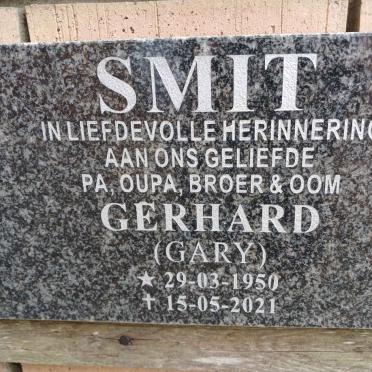 SMIT
IN LIEFDEVOLLE HERINNERING
AAN ONS GELIEFDE
PA, OUPA, BROER & OOM
GERHARD
(GARY)
★ 29-03-1950
✝ 15-05-2021